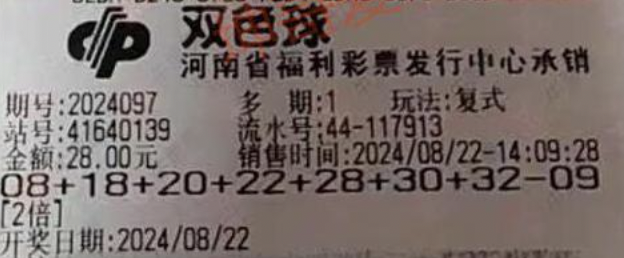 双色球
河南省福利彩票发行中心承销
期号:2024097 多 期:1 玩法:复式
站号:41640139 流水号:44-117913
金额:28.00元 销售时间:2024/08/22-14:09:28
08+18+20+22+28+30+32-09
[2倍]
开奖日期:2024/08/22